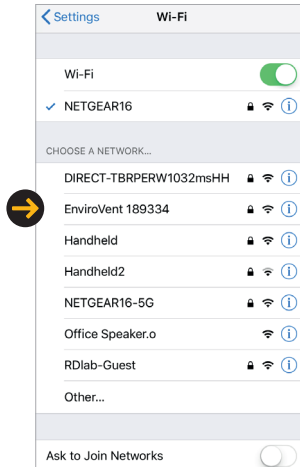 Settings Wi-Fi
Wi-Fi
NETGEAR16
CHOOSE A NETWORK...
DIRECT-TBRPERW1032msHH
EnviroVent 189334
Handheld
Handheld2
NETGEAR16-5G
Office Speaker.o
RDlab-Guest
Other...
Ask to Join Networks